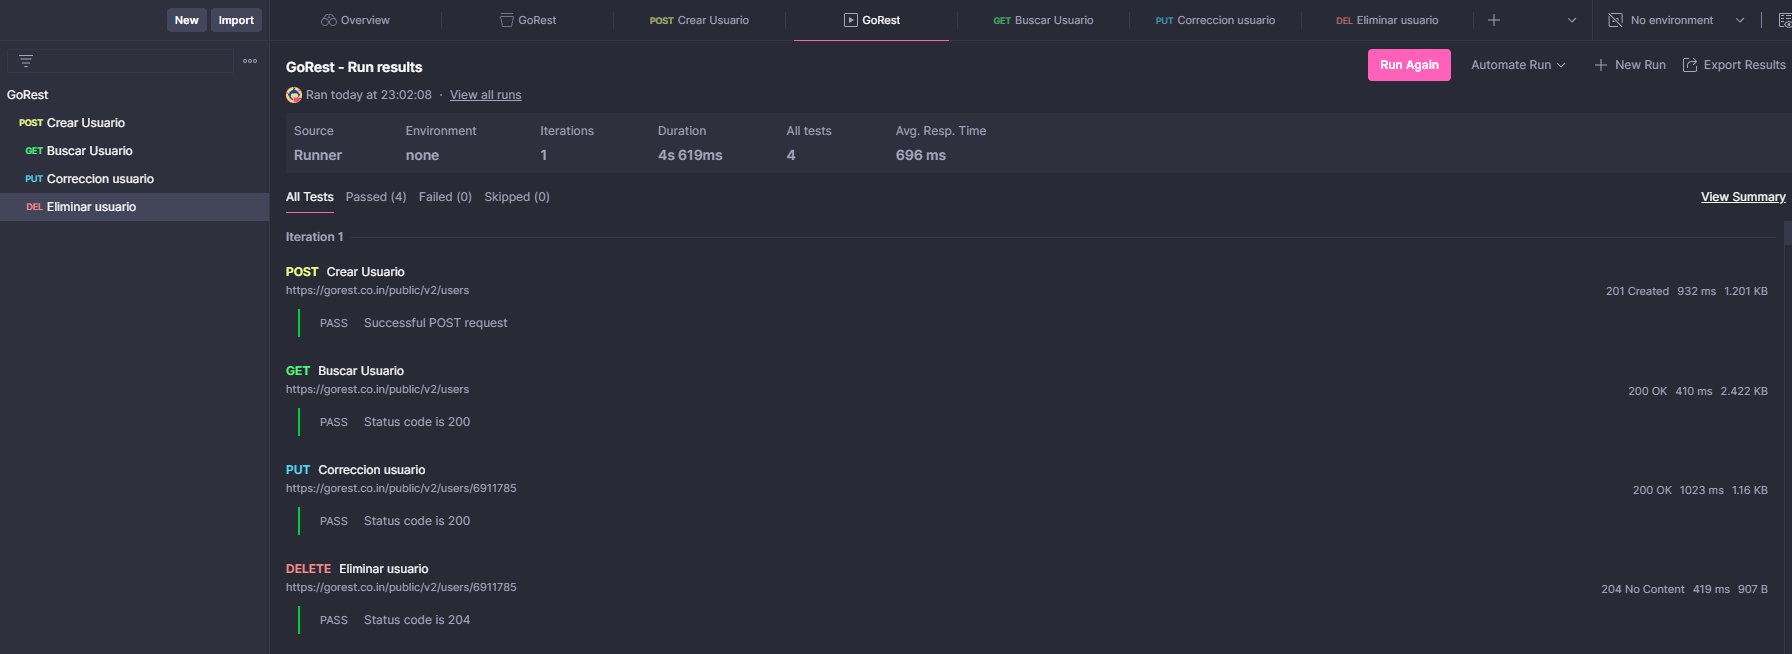 New Import Overview GoRest POST Crear Usuario GoRest GET Buscar Usuario PUT Correccion usuario DEL Eliminar usuario No environment
GoRest
POST Crear Usuario
GET Buscar Usuario
PUT Correccion usuario
DEL Eliminar usuario
GoRest - Run results
Run Again Automate Run New Run Export Results
Ran today at 23:02:08 · View all runs
Source Environment Iterations Duration All tests Avg. Resp. Time
Runner none 1 4s 619ms 4 696 ms
All Tests Passed (4) Failed (0) Skipped (0) View Summary
Iteration 1
POST Crear Usuario
https://gorest.co.in/public/v2/users
201 Created 932 ms 1.201 KB
PASS Successful POST request
GET Buscar Usuario
https://gorest.co.in/public/v2/users
200 OK 410 ms 2.422 KB
PASS Status code is 200
PUT Correccion usuario
https://gorest.co.in/public/v2/users/6911785
200 OK 1023 ms 1.16 KB
PASS Status code is 200
DELETE Eliminar usuario
https://gorest.co.in/public/v2/users/6911785
204 No Content 419 ms 907 B
PASS Status code is 204